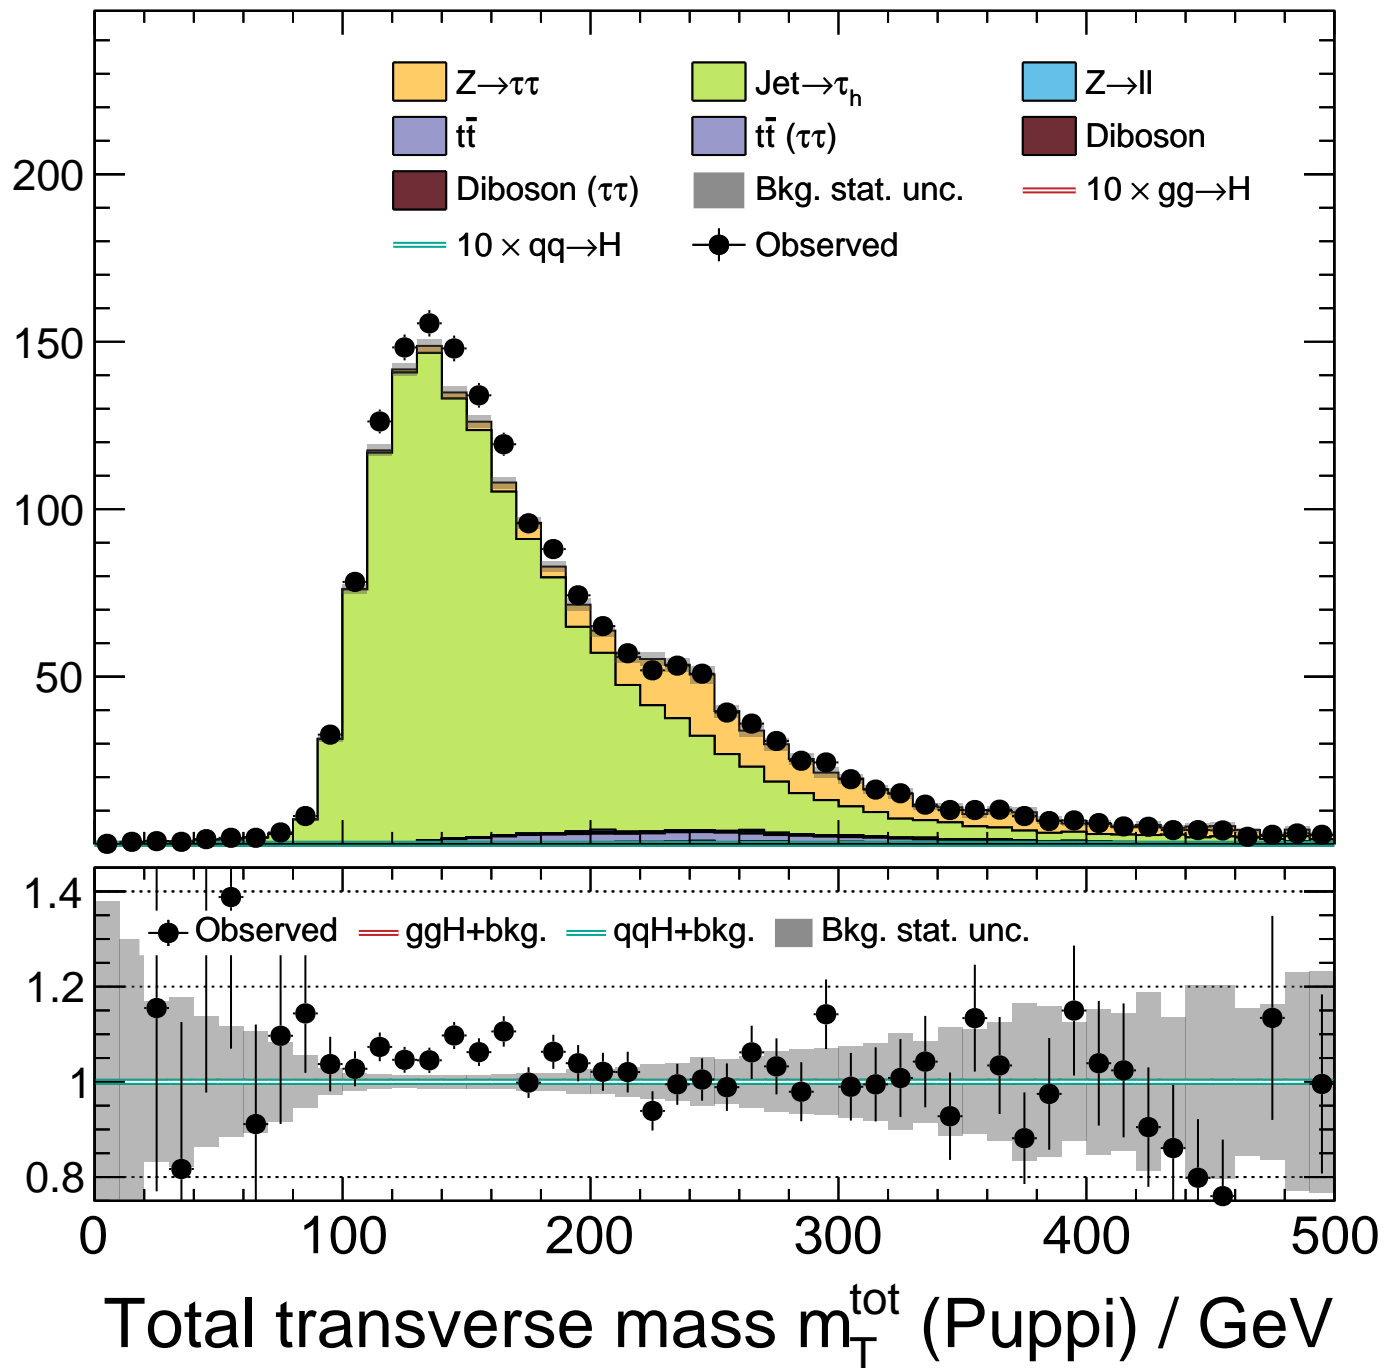 Z→ττ Jet→τh Z→ll
tt̄ tt̄ (ττ) Diboson
Diboson (ττ) Bkg. stat. unc. 10 × gg→H
10 × qq→H Observed
200
150
100
50
1.4
Observed ggH+bkg. qqH+bkg. Bkg. stat. unc.
1.2
1
0.8
0 100 200 300 400 500
Total transverse mass m_T^tot (Puppi) / GeV